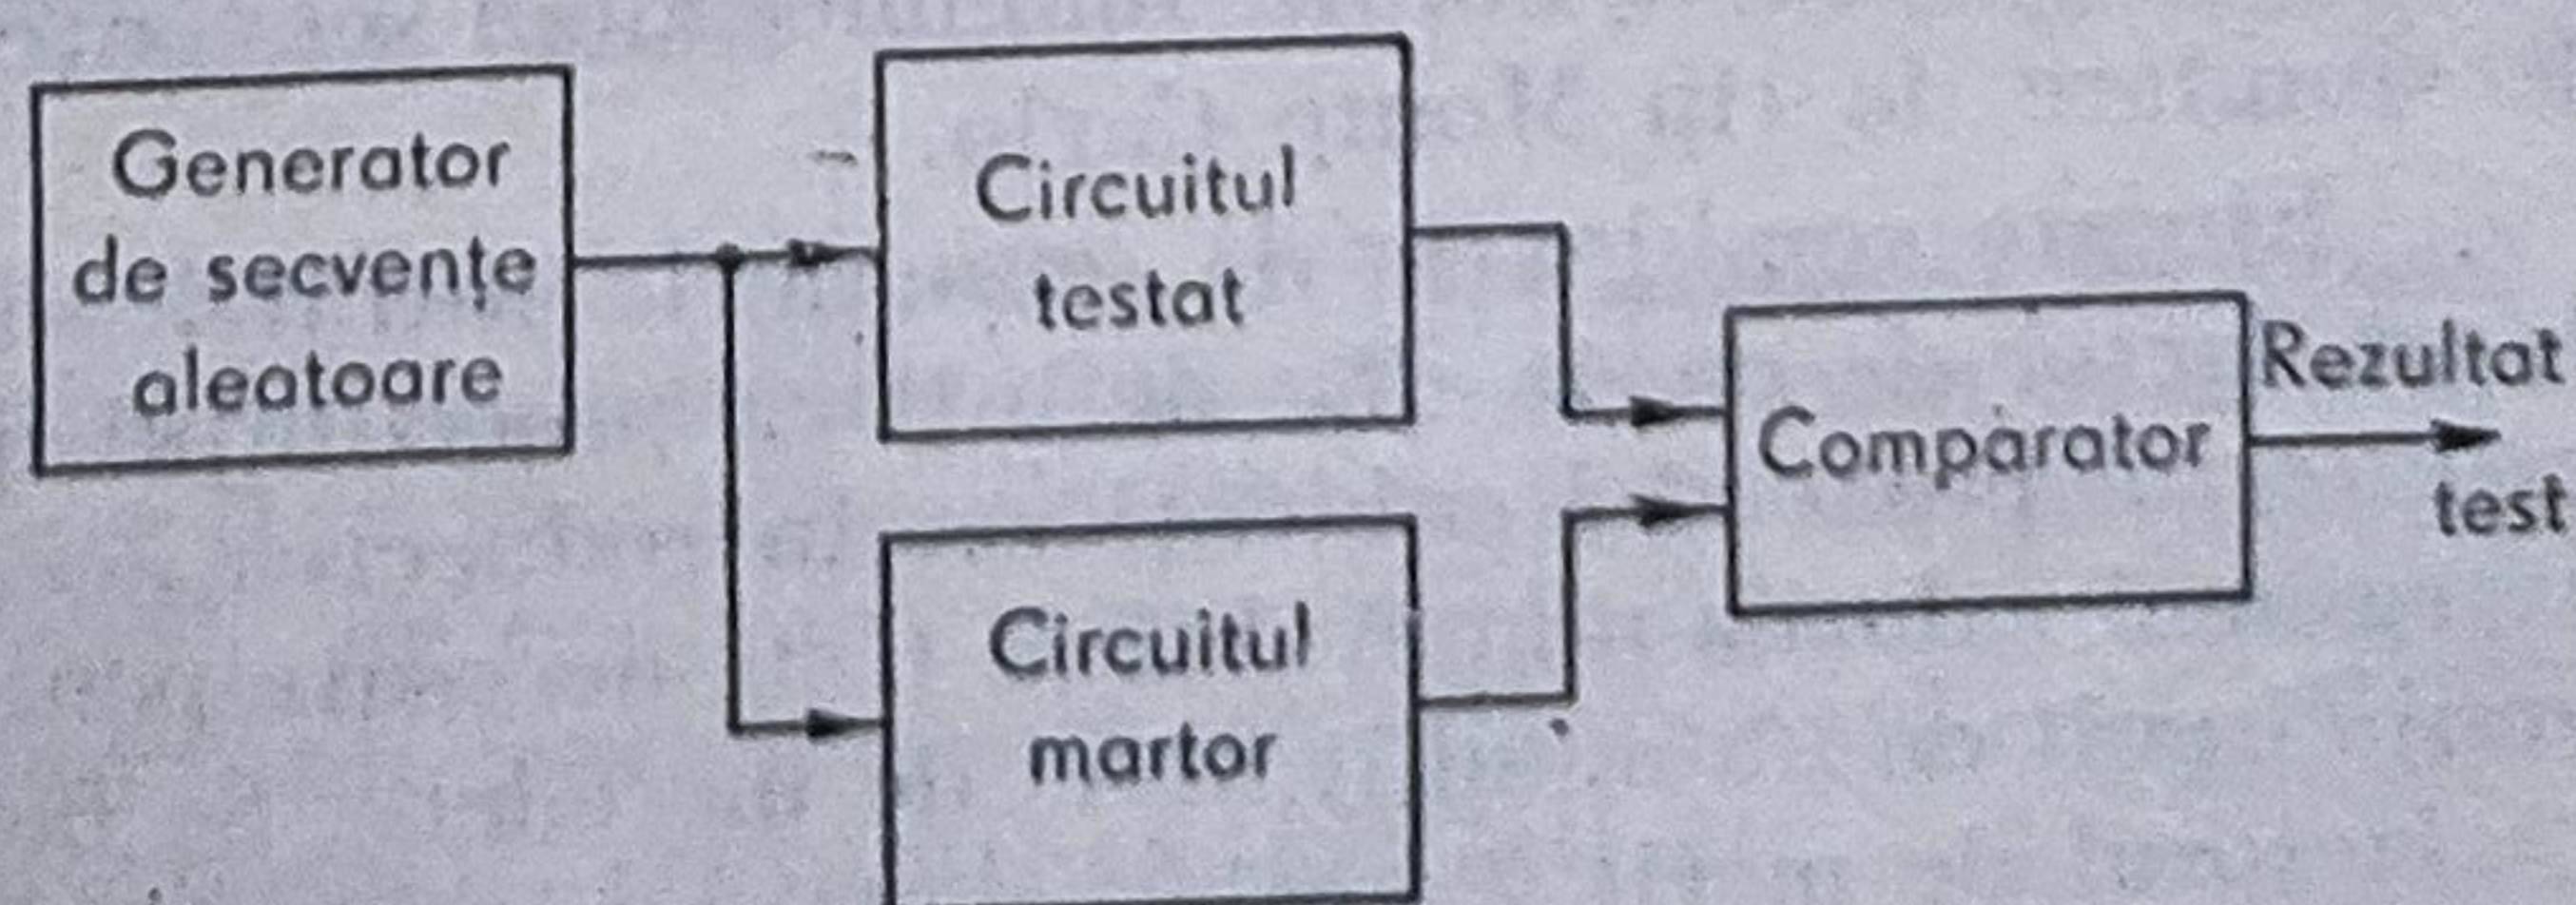 Generator
de secvențe
aleatoare
Circuitul
testat
Circuitul
martor
Comparator
Rezultat
test